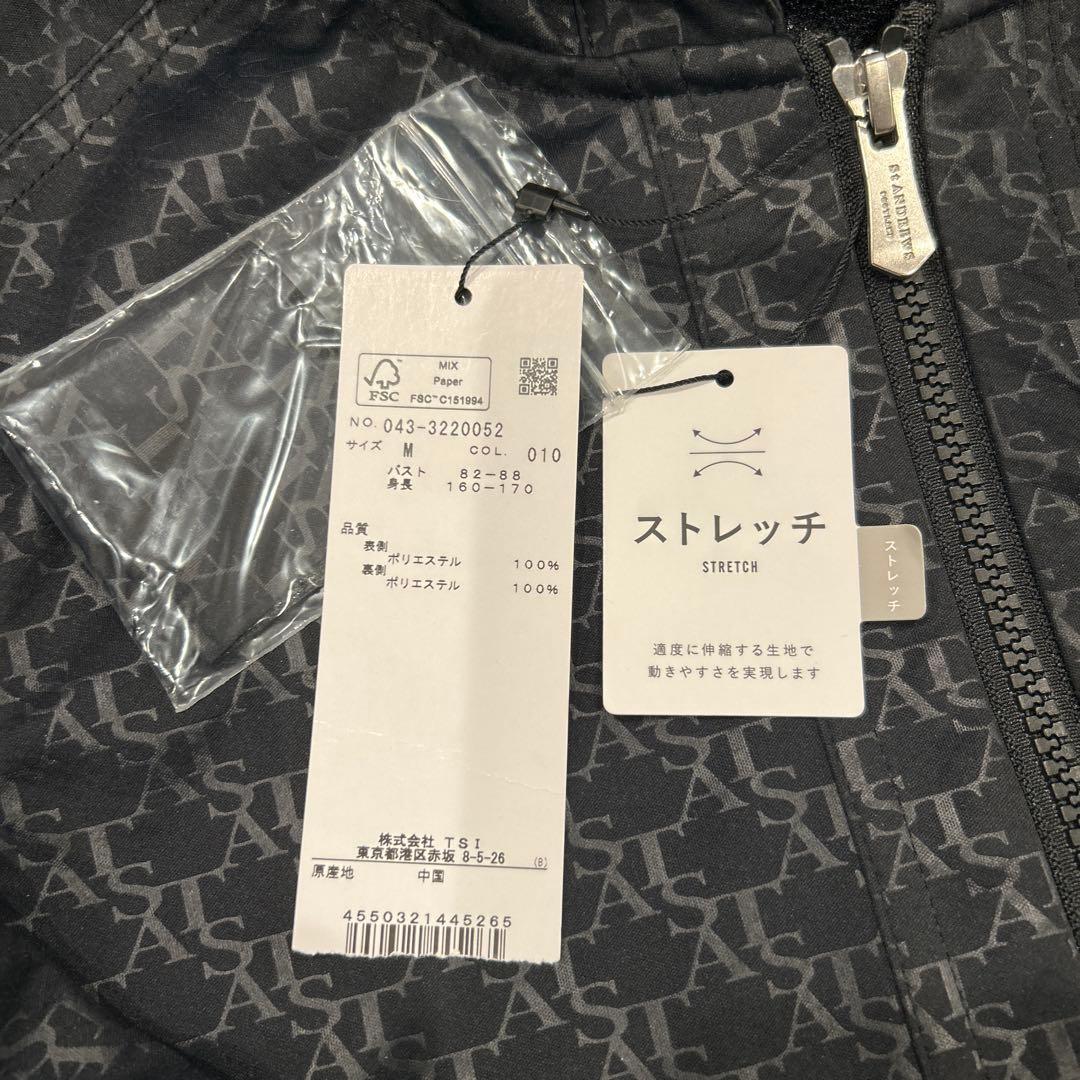 St ANDREWS
MIX
Paper
FSC
FSC™ C151994
NO. 043-3220052
サイズ M COL. 010
バスト 82-88
身長 160-170
品質
表側
ポリエステル 100%
裏側
ポリエステル 100%
株式会社 TSI
東京都港区赤坂 8-5-26 (B)
原産地 中国
4550321445265
ストレッチ
STRETCH
適度に伸縮する生地で
動きやすさを実現します
ストレッチ